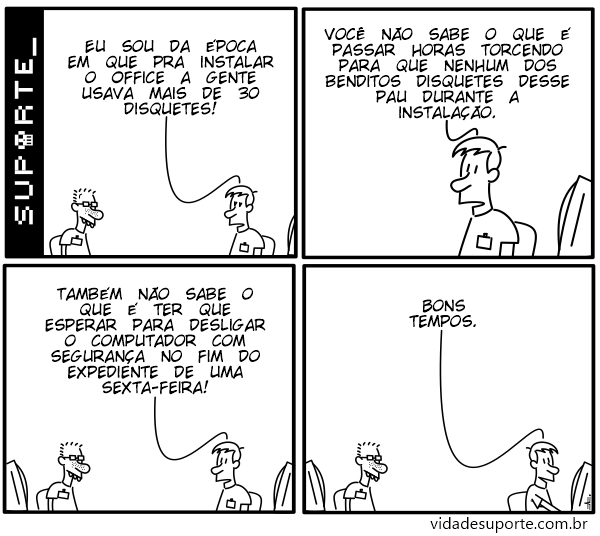 SUPORTE_
EU SOU DA ÉPOCA
EM QUE PRA INSTALAR
O OFFICE A GENTE
USAVA MAIS DE 30
DISQUETES!
VOCÊ NÃO SABE O QUE É
PASSAR HORAS TORCENDO
PARA QUE NENHUM DOS
BENDITOS DISQUETES DESSE
PAU DURANTE A
INSTALAÇÃO.
TAMBÉM NÃO SABE O
QUE É TER QUE
ESPERAR PARA DESLIGAR
O COMPUTADOR COM
SEGURANÇA NO FIM DO
EXPEDIENTE DE UMA
SEXTA-FEIRA!
BONS
TEMPOS.
vidadesuporte.com.br